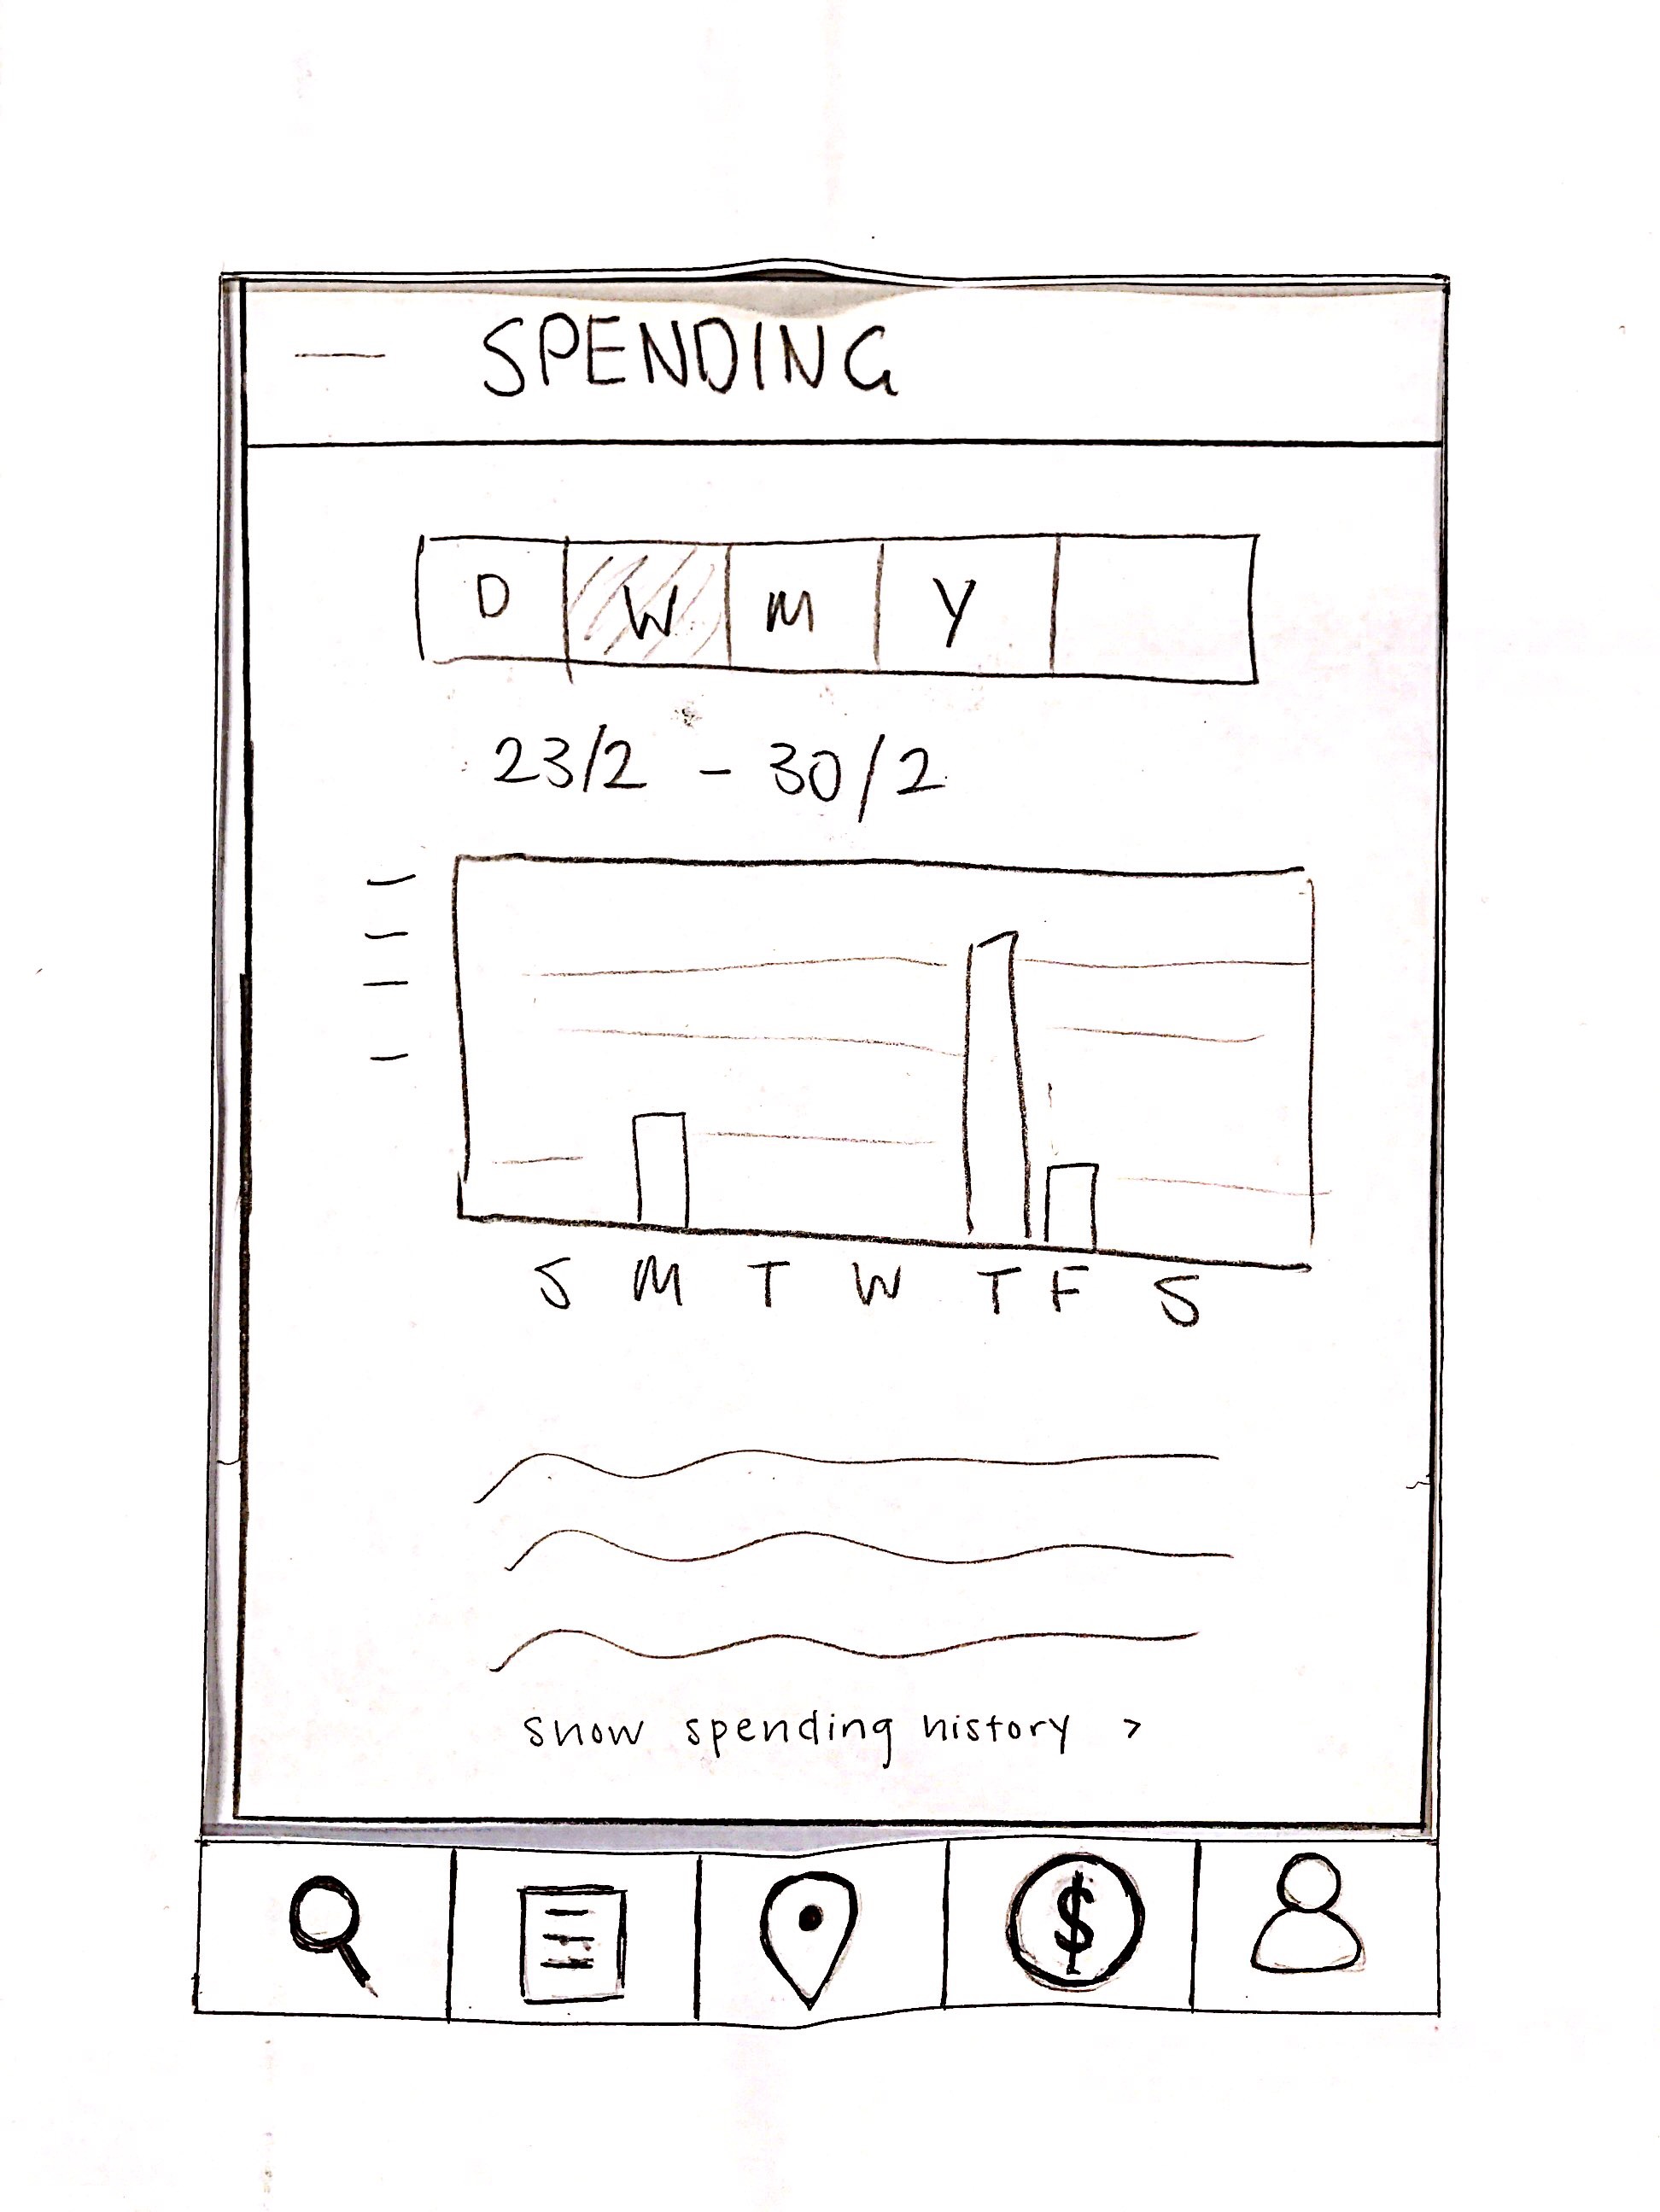 SPENDING
D W M Y
23/2 - 30/2
S M T W T F S
show spending history >
$